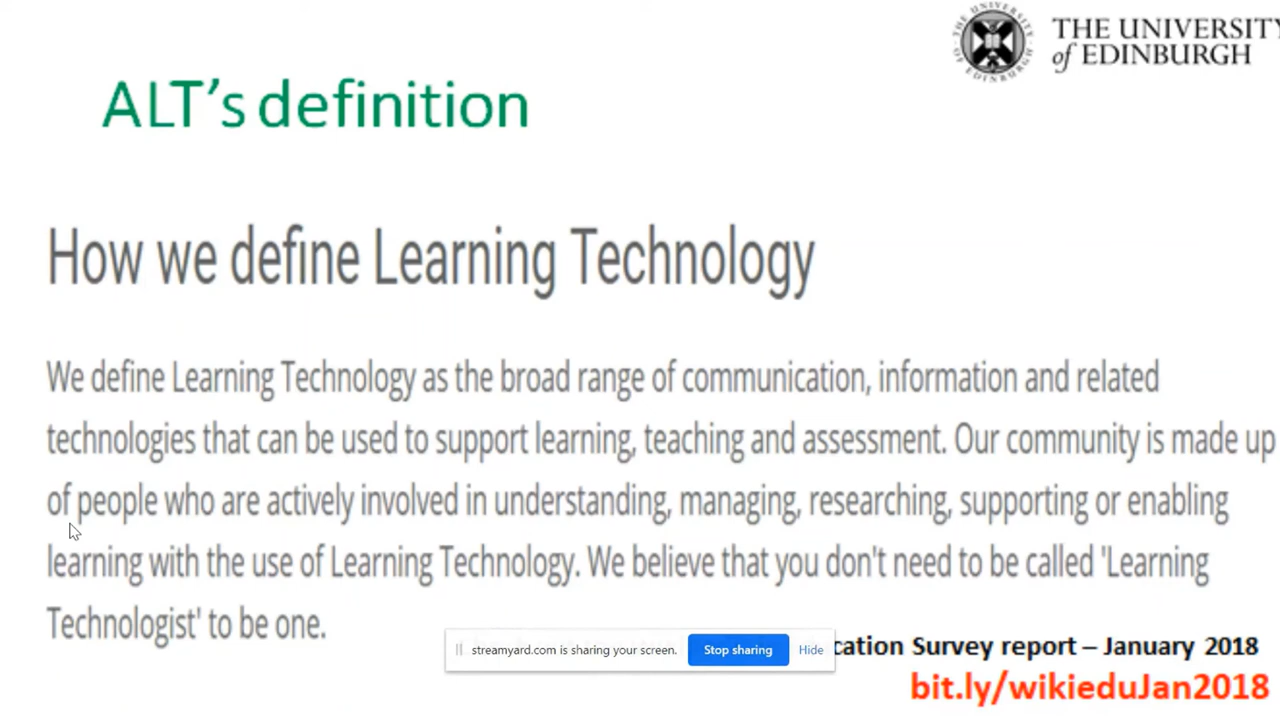 THE UNIVERSITY
of EDINBURGH
ALT’s definition
How we define Learning Technology
We define Learning Technology as the broad range of communication, information and related
technologies that can be used to support learning, teaching and assessment. Our community is made up
of people who are actively involved in understanding, managing, researching, supporting or enabling
learning with the use of Learning Technology. We believe that you don't need to be called 'Learning
Technologist' to be one.
streamyard.com is sharing your screen. Stop sharing Hide
Survey report – January 2018
bit.ly/wikieduJan2018